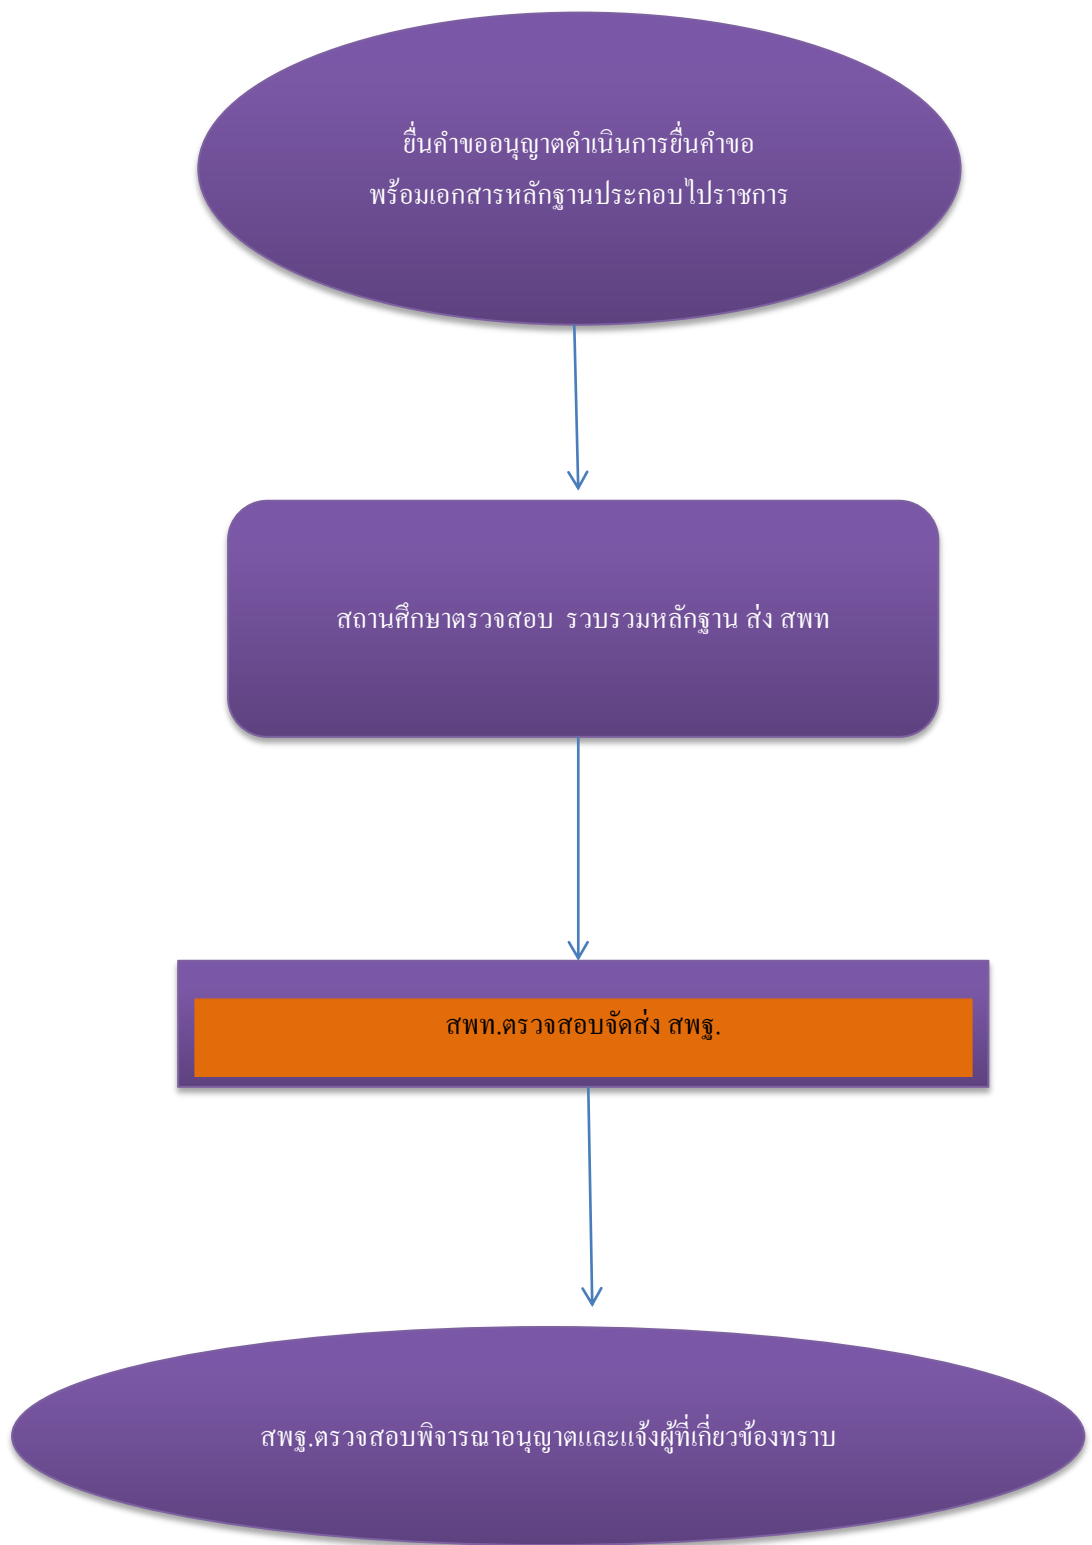 ยื่นคำขออนุญาตดำเนินการยื่นคำขอ
พร้อมเอกสารหลักฐานประกอบไปราชการ
สถานศึกษาตรวจสอบ  รวบรวมหลักฐาน ส่ง สพท
สพท.ตรวจสอบจัดส่ง สพฐ.
สพฐ.ตรวจสอบพิจารณาอนุญาตและแจ้งผู้ที่เกี่ยวข้องทราบ